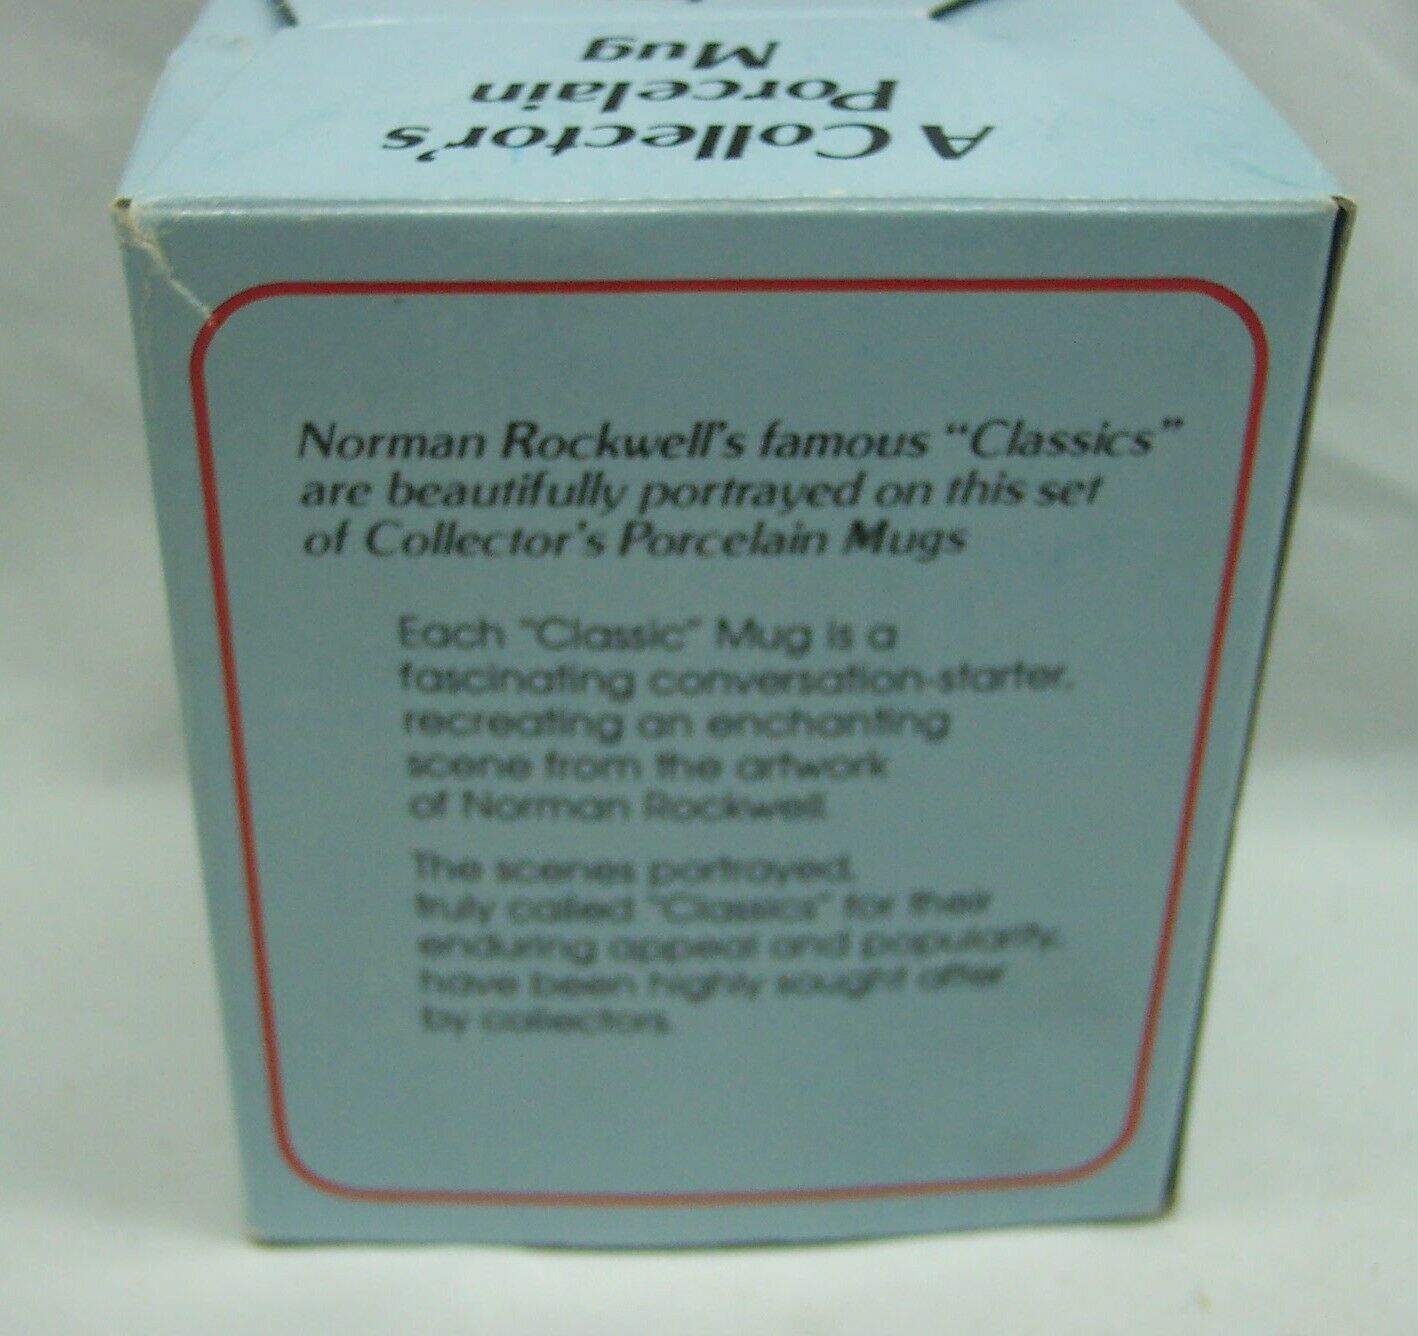 A Collector's
Porcelain
Mug
Norman Rockwell's famous "Classics"
are beautifully portrayed on this set
of Collector's Porcelain Mugs
Each "Classic" Mug is a
fascinating conversation-starter,
recreating an enchanting
scene from the artwork
of Norman Rockwell.
The scenes portrayed,
truly called "Classics" for their
enduring appeal and popularity,
have been highly sought after
by collectors.